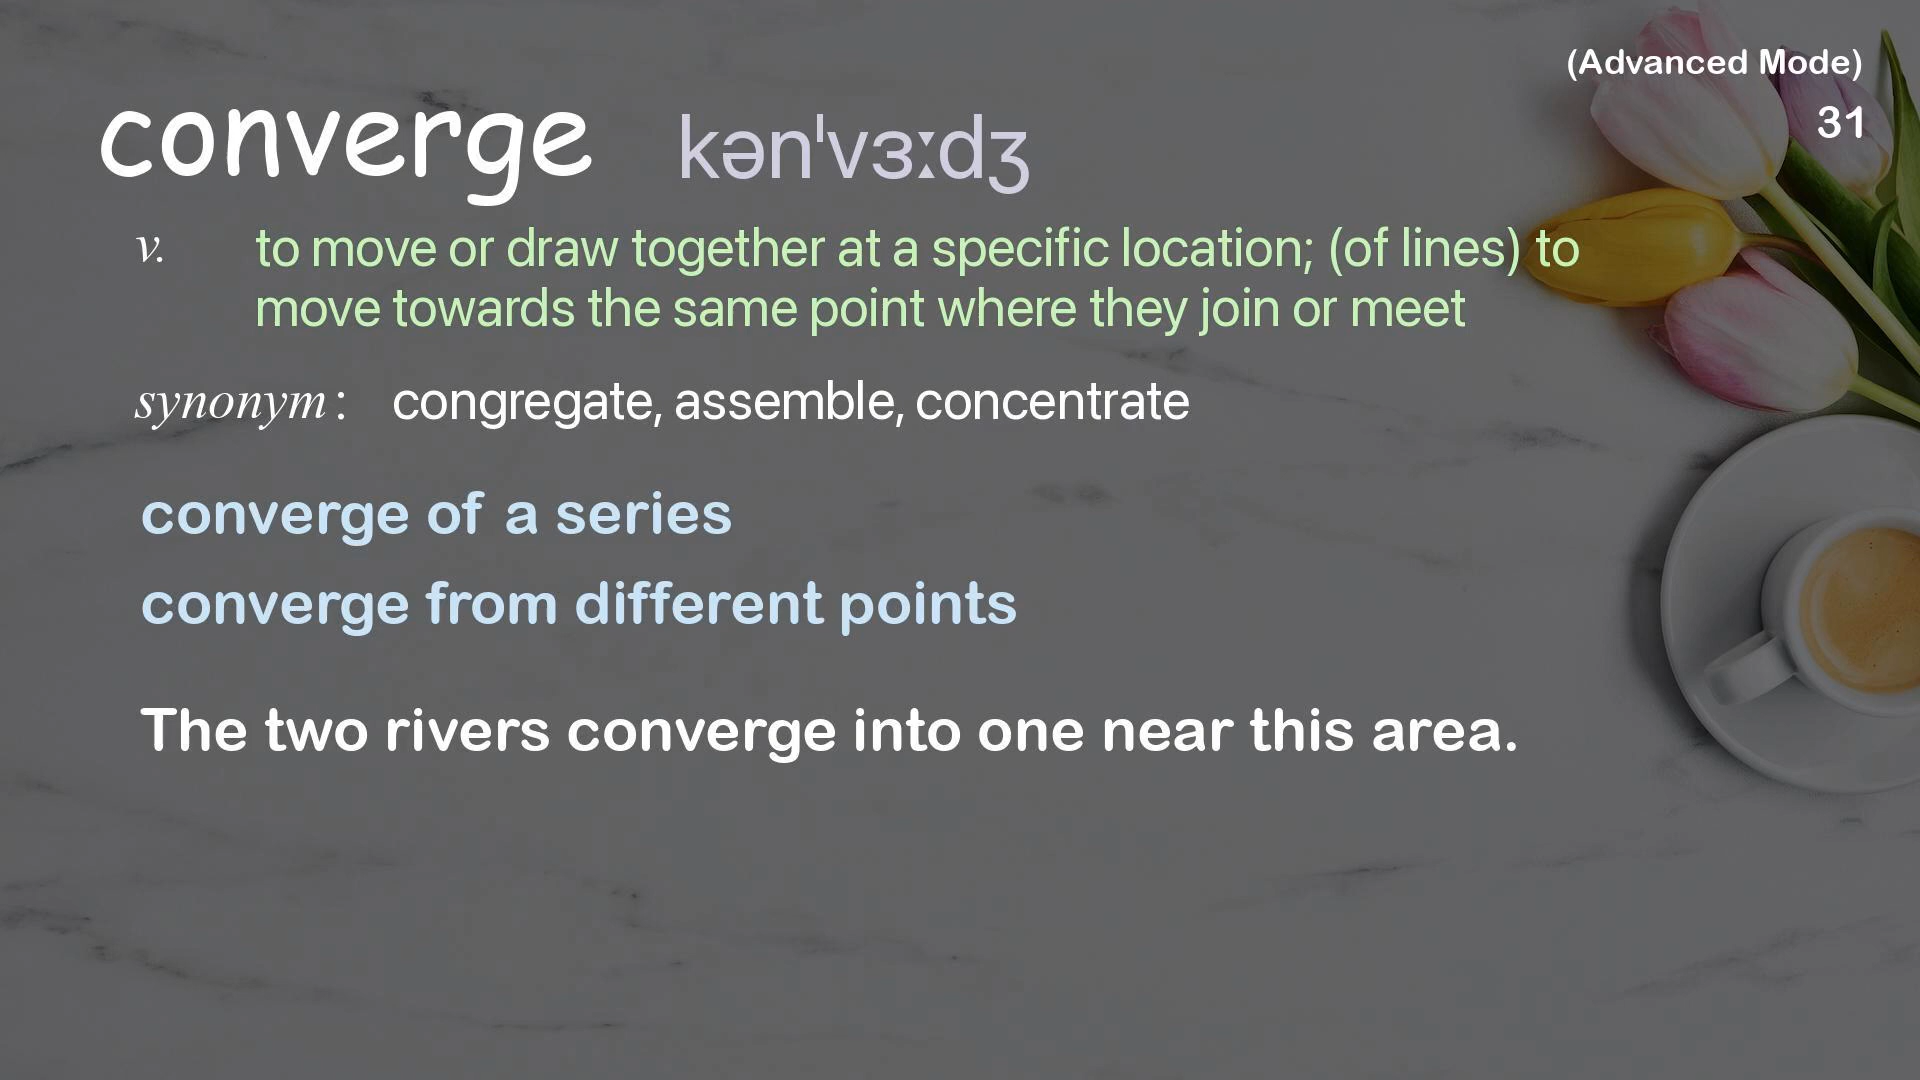 (Advanced Mode)
31
converge kənˈvɜːdʒ
v. to move or draw together at a specific location; (of lines) to
move towards the same point where they join or meet
synonym : congregate, assemble, concentrate
converge of a series
converge from different points
The two rivers converge into one near this area.